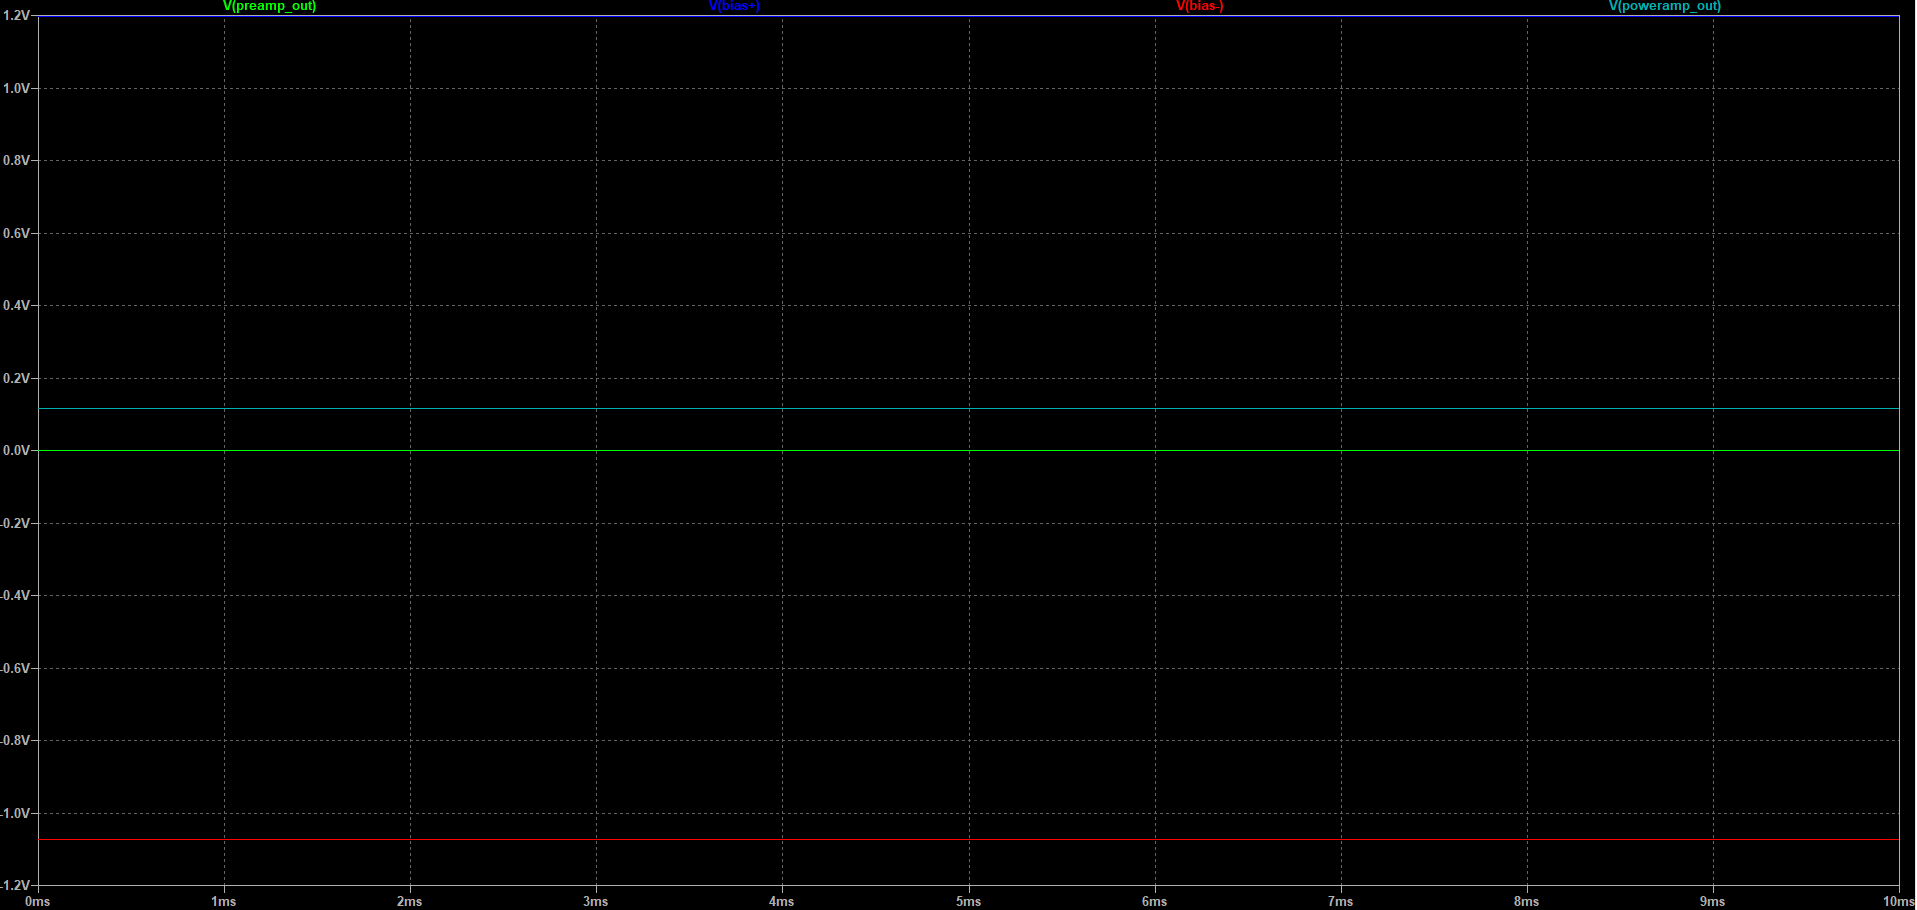 V(preamp_out) V(bias+) V(bias-) V(poweramp_out)
1.2V
1.0V
0.8V
0.6V
0.4V
0.2V
0.0V
-0.2V
-0.4V
-0.6V
-0.8V
-1.0V
-1.2V
0ms 1ms 2ms 3ms 4ms 5ms 6ms 7ms 8ms 9ms 10ms